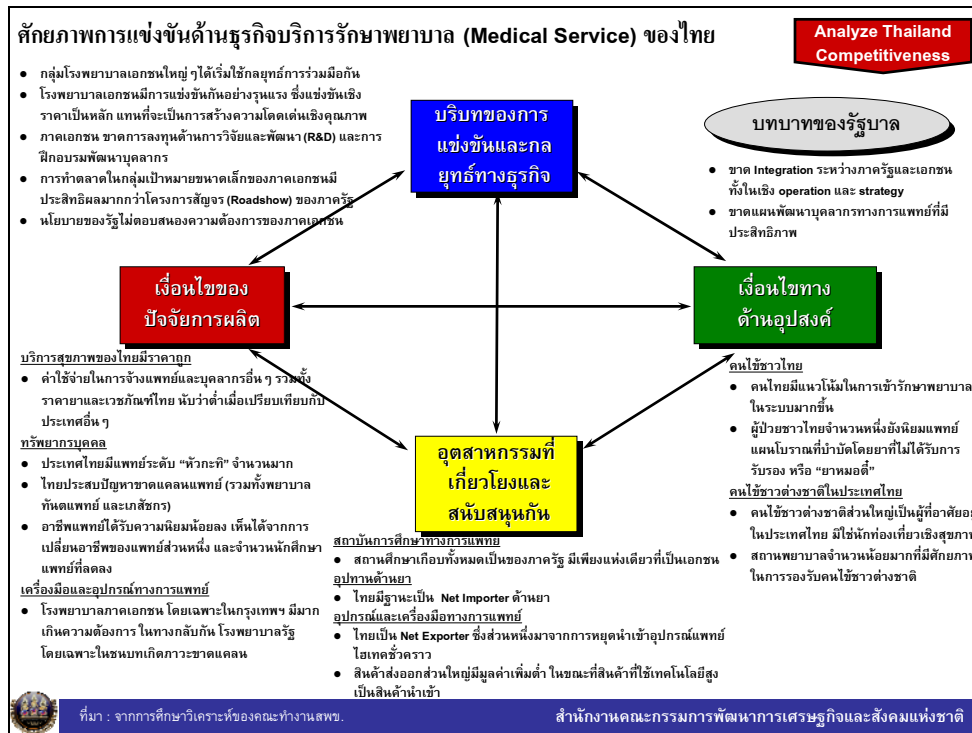 ศักยภาพการแข่งขันด้านธุรกิจบริการรักษาพยาบาล (Medical Service) ของไทย
Analyze Thailand
Competitiveness
● กลุ่มโรงพยาบาลเอกชนใหญ่ ๆได้เริ่มใช้กลยุทธ์การร่วมมือกัน
● โรงพยาบาลเอกชนมีการแข่งขันกันอย่างรุนแรง ซึ่งแข่งขันเชิง
ราคาเป็นหลัก แทนที่จะเป็นการสร้างความโดดเด่นเชิงคุณภาพ
● ภาคเอกชน ขาดการลงทุนด้านการวิจัยและพัฒนา (R&D) และการ
ฝึกอบรมพัฒนาบุคลากร
● การทำตลาดในกลุ่มเป้าหมายขนาดเล็กของภาคเอกชนมี
ประสิทธิผลมากกว่าโครงการสัญจร (Roadshow) ของภาครัฐ
● นโยบายของรัฐไม่ตอบสนองความต้องการของภาคเอกชน
บริบทของการ
แข่งขันและกล
ยุทธ์ทางธุรกิจ
บทบาทของรัฐบาล
● ขาด Integration ระหว่างภาครัฐและเอกชน
ทั้งในเชิง operation และ strategy
● ขาดแผนพัฒนาบุคลากรทางการแพทย์ที่มี
ประสิทธิภาพ
เงื่อนไขของ
ปัจจัยการผลิต
เงื่อนไขทาง
ด้านอุปสงค์
บริการสุขภาพของไทยมีราคาถูก
● ค่าใช้จ่ายในการจ้างแพทย์และบุคลากรอื่น ๆ รวมทั้ง
ราคายาและเวชภัณฑ์ไทย นับว่าต่ำเมื่อเปรียบเทียบกับ
ประเทศอื่น ๆ
ทรัพยากรบุคคล
● ประเทศไทยมีแพทย์ระดับ “หัวกะทิ” จำนวนมาก
● ไทยประสบปัญหาขาดแคลนแพทย์ (รวมทั้งพยาบาล
ทันตแพทย์ และเภสัชกร)
● อาชีพแพทย์ได้รับความนิยมน้อยลง เห็นได้จากการ
เปลี่ยนอาชีพของแพทย์ส่วนหนึ่ง และจำนวนนักศึกษา
แพทย์ที่ลดลง
เครื่องมือและอุปกรณ์ทางการแพทย์
● โรงพยาบาลภาคเอกชน โดยเฉพาะในกรุงเทพฯ มีมาก
เกินความต้องการ ในทางกลับกัน โรงพยาบาลรัฐ
โดยเฉพาะในชนบทเกิดภาวะขาดแคลน
อุตสาหกรรมที่
เกี่ยวโยงและ
สนับสนุนกัน
สถาบันการศึกษาทางการแพทย์
● สถานศึกษาเกือบทั้งหมดเป็นของภาครัฐ มีเพียงแห่งเดียวที่เป็นเอกชน
อุปทานด้านยา
● ไทยมีฐานะเป็น Net Importer ด้านยา
อุปกรณ์และเครื่องมือทางการแพทย์
● ไทยเป็น Net Exporter ซึ่งส่วนหนึ่งมาจากการหยุดนำเข้าอุปกรณ์แพทย์
ไฮเทคชั่วคราว
● สินค้าส่งออกส่วนใหญ่มีมูลค่าเพิ่มต่ำ ในขณะที่สินค้าที่ใช้เทคโนโลยีสูง
เป็นสินค้านำเข้า
คนไข้ชาวไทย
● คนไทยมีแนวโน้มในการเข้ารักษาพยาบาล
ในระบบมากขึ้น
● ผู้ป่วยชาวไทยจำนวนหนึ่งยังนิยมแพทย์
แผนโบราณที่บำบัดโดยยาที่ไม่ได้รับการ
รับรอง หรือ “ยาหมอตี๋”
คนไข้ชาวต่างชาติในประเทศไทย
● คนไข้ชาวต่างชาติส่วนใหญ่เป็นผู้ที่อาศัยอยู่
ในประเทศไทย มิใช่นักท่องเที่ยวเชิงสุขภาพ
● สถานพยาบาลจำนวนน้อยมากที่มีศักยภาพ
ในการรองรับคนไข้ชาวต่างชาติ
ที่มา : จากการศึกษาวิเคราะห์ของคณะทำงานสพข.
สำนักงานคณะกรรมการพัฒนาการเศรษฐกิจและสังคมแห่งชาติ